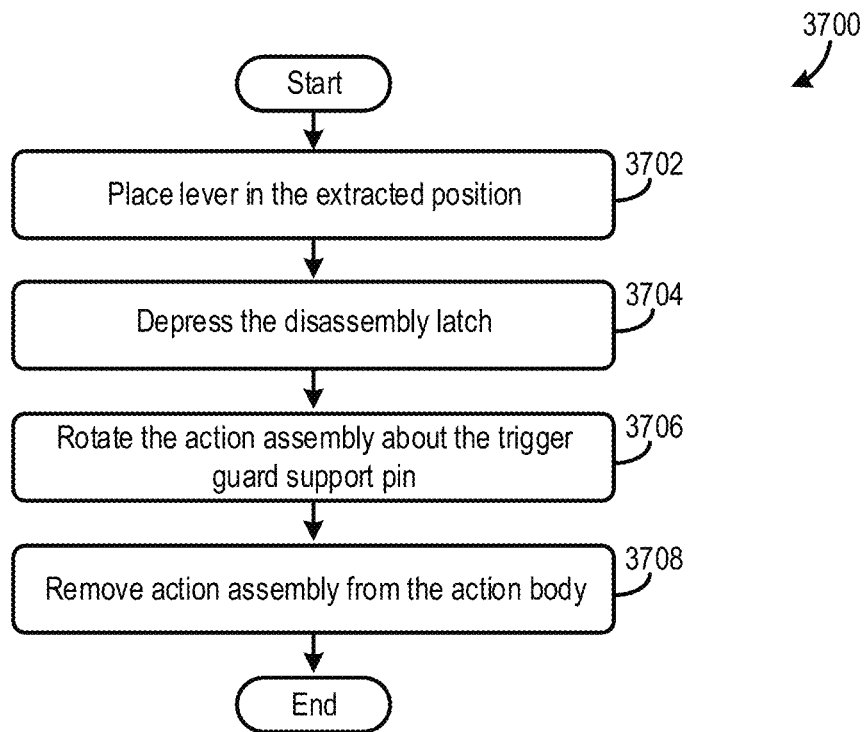 3700
Start
3702
Place lever in the extracted position
3704
Depress the disassembly latch
3706
Rotate the action assembly about the trigger
guard support pin
3708
Remove action assembly from the action body
End